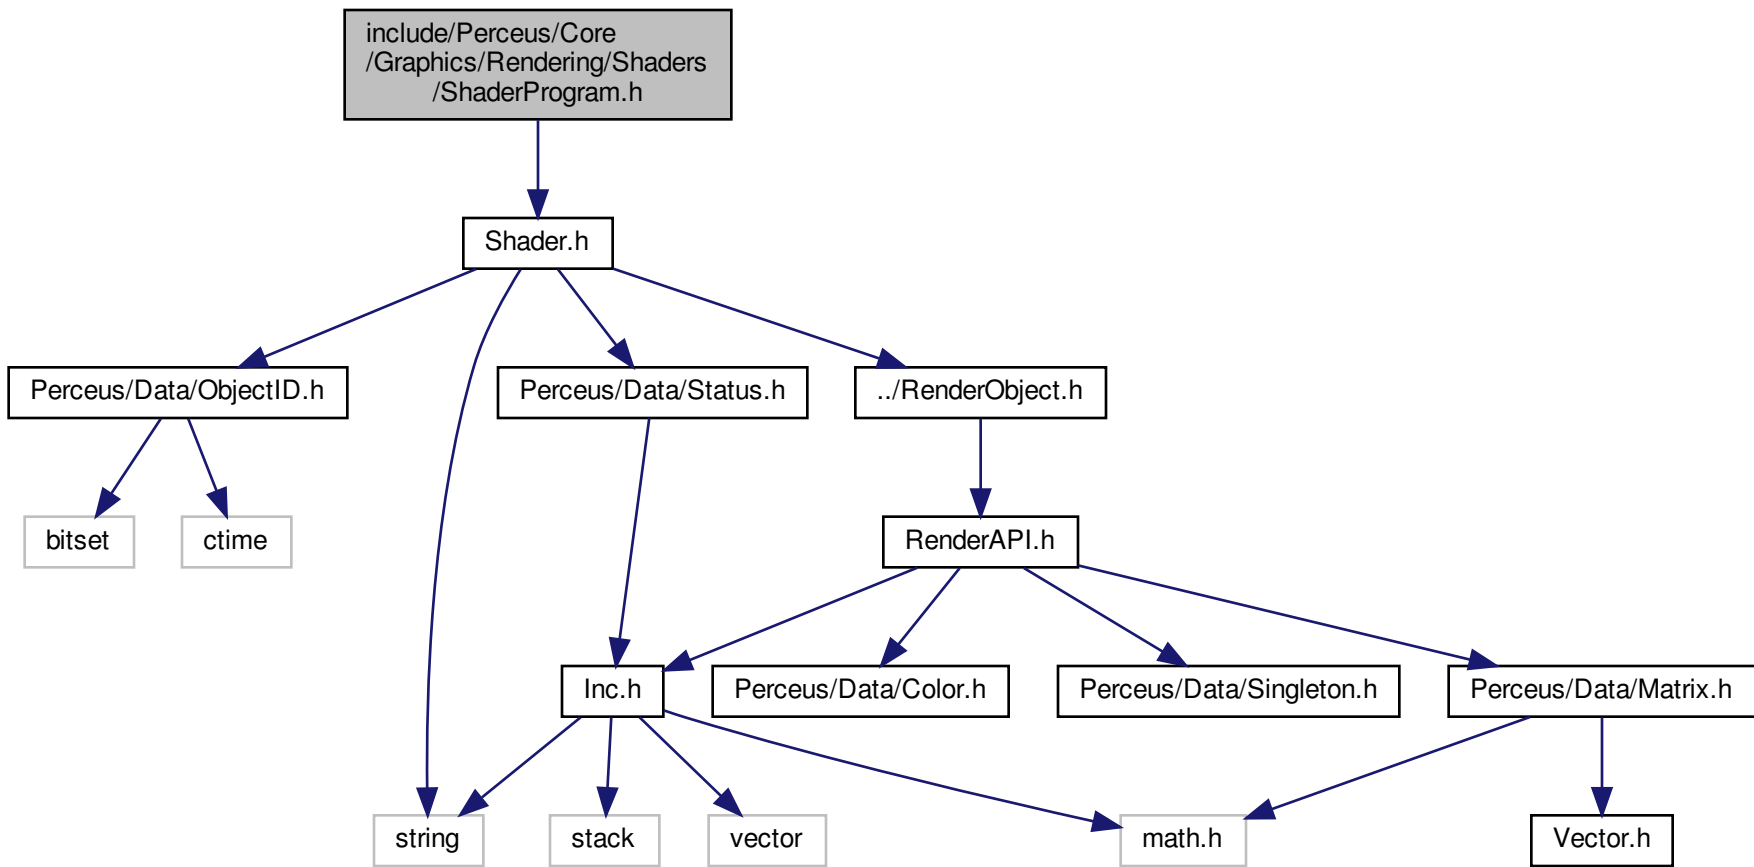 include/Perceus/Core
/Graphics/Rendering/Shaders
/ShaderProgram.h
Shader.h
Perceus/Data/ObjectID.h
Perceus/Data/Status.h
../RenderObject.h
bitset
ctime
RenderAPI.h
Inc.h
Perceus/Data/Color.h
Perceus/Data/Singleton.h
Perceus/Data/Matrix.h
string
stack
vector
math.h
Vector.h